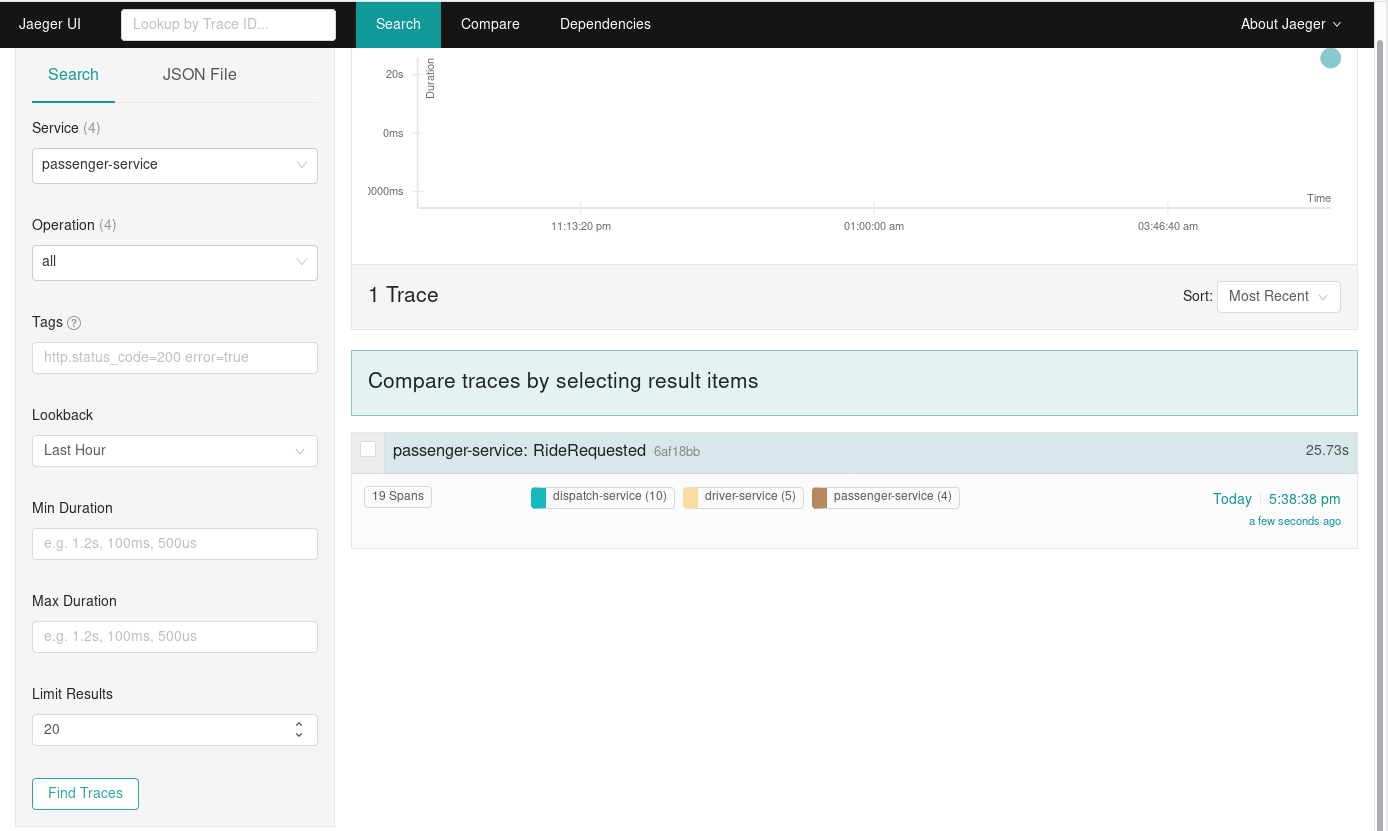 Jaeger UI
Lookup by Trace ID...
Search
Compare
Dependencies
About Jaeger
Search
JSON File
Service (4)
passenger-service
Operation (4)
all
Tags ?
http.status_code=200 error=true
Lookback
Last Hour
Min Duration
e.g. 1.2s, 100ms, 500us
Max Duration
e.g. 1.2s, 100ms, 500us
Limit Results
20
Find Traces
Duration
20s
0ms
0000ms
Time
11:13:20 pm
01:00:00 am
03:46:40 am
1 Trace
Sort: Most Recent
Compare traces by selecting result items
passenger-service: RideRequested 6af18bb
25.73s
19 Spans
dispatch-service (10)
driver-service (5)
passenger-service (4)
Today
5:38:38 pm
a few seconds ago